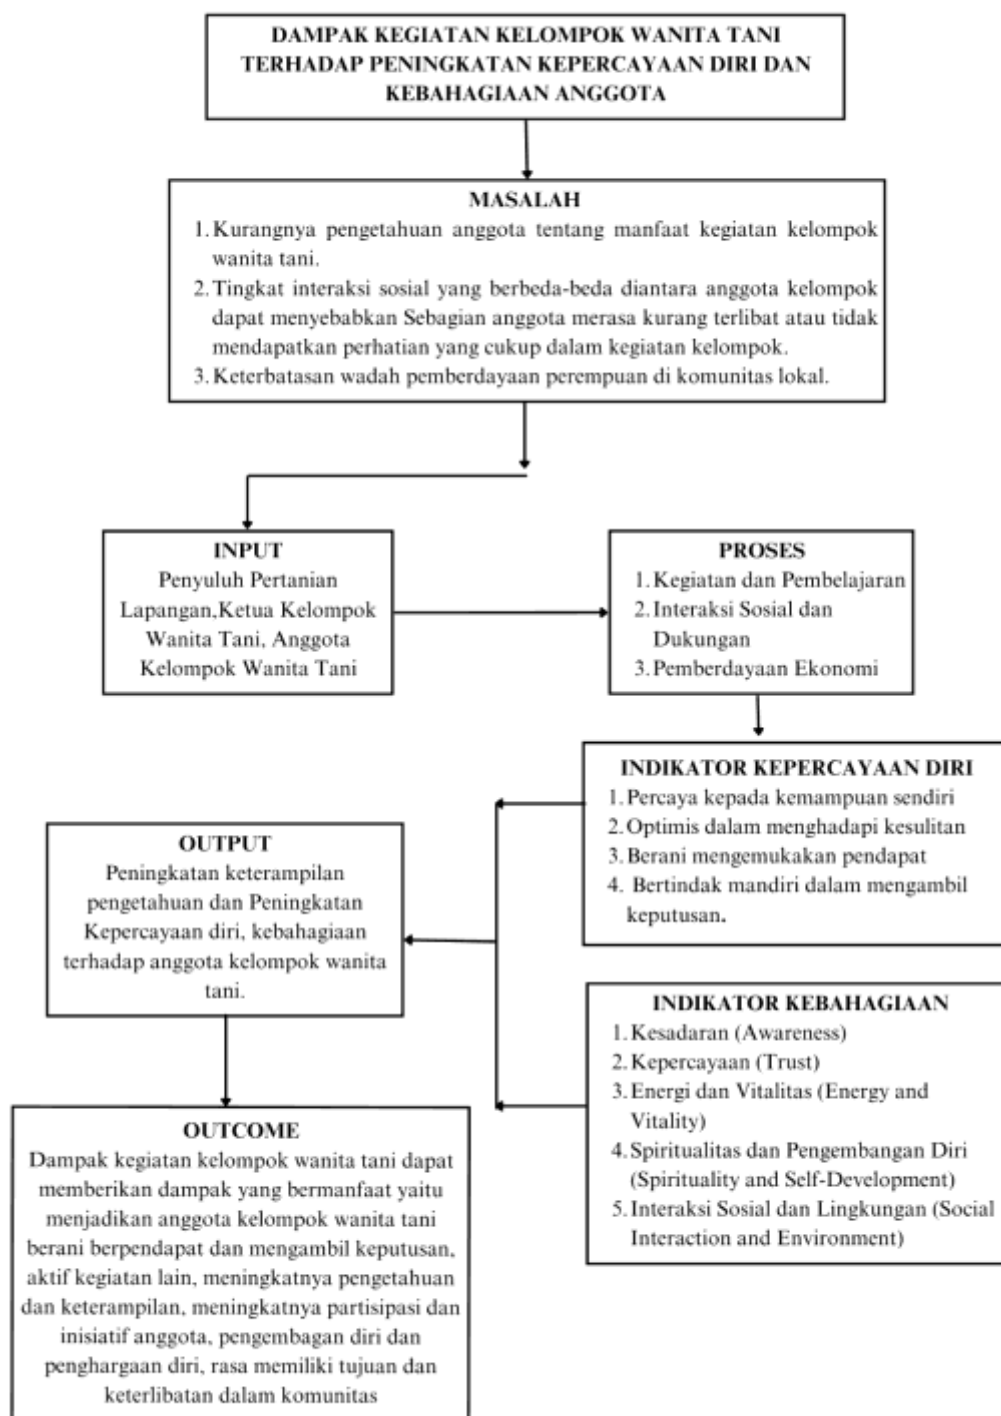 DAMPAK KEGIATAN KELOMPOK WANITA TANI
TERHADAP PENINGKATAN KEPERCAYAAN DIRI DAN
KEBAHAGIAAN ANGGOTA
MASALAH
1. Kurangnya pengetahuan anggota tentang manfaat kegiatan kelompok
wanita tani.
2. Tingkat interaksi sosial yang berbeda-beda diantara anggota kelompok
dapat menyebabkan Sebagian anggota merasa kurang terlibat atau tidak
mendapatkan perhatian yang cukup dalam kegiatan kelompok.
3. Keterbatasan wadah pemberdayaan perempuan di komunitas lokal.
INPUT
Penyuluh Pertanian
Lapangan,Ketua Kelompok
Wanita Tani, Anggota
Kelompok Wanita Tani
PROSES
1. Kegiatan dan Pembelajaran
2. Interaksi Sosial dan
Dukungan
3. Pemberdayaan Ekonomi
INDIKATOR KEPERCAYAAN DIRI
1. Percaya kepada kemampuan sendiri
2. Optimis dalam menghadapi kesulitan
3. Berani mengemukakan pendapat
4. Bertindak mandiri dalam mengambil
keputusan.
OUTPUT
Peningkatan keterampilan
pengetahuan dan Peningkatan
Kepercayaan diri, kebahagiaan
terhadap anggota kelompok wanita
tani.
INDIKATOR KEBAHAGIAAN
1. Kesadaran (Awareness)
2. Kepercayaan (Trust)
3. Energi dan Vitalitas (Energy and
Vitality)
4. Spiritualitas dan Pengembangan Diri
(Spirituality and Self-Development)
5. Interaksi Sosial dan Lingkungan (Social
Interaction and Environment)
OUTCOME
Dampak kegiatan kelompok wanita tani dapat
memberikan dampak yang bermanfaat yaitu
menjadikan anggota kelompok wanita tani
berani berpendapat dan mengambil keputusan,
aktif kegiatan lain, meningkatnya pengetahuan
dan keterampilan, meningkatnya partisipasi dan
inisiatif anggota, pengembagan diri dan
penghargaan diri, rasa memiliki tujuan dan
keterlibatan dalam komunitas